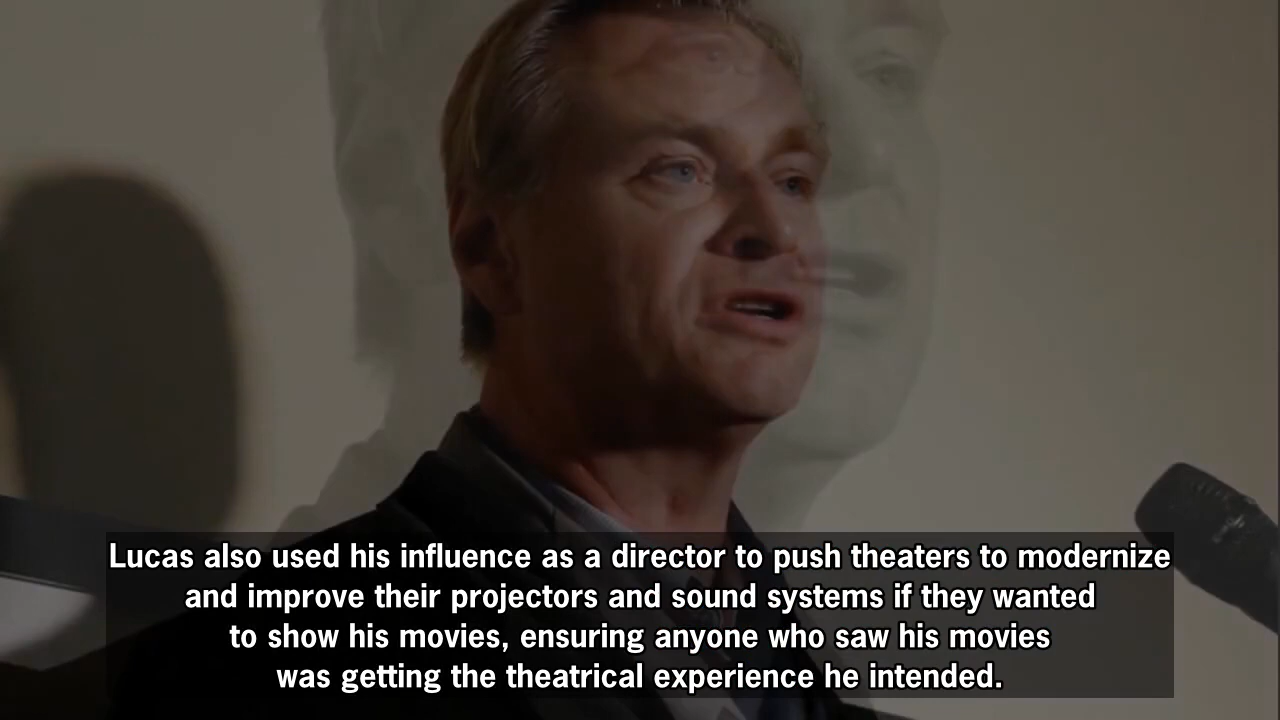 Lucas also used his influence as a director to push theaters to modernize
and improve their projectors and sound systems if they wanted
to show his movies, ensuring anyone who saw his movies
was getting the theatrical experience he intended.